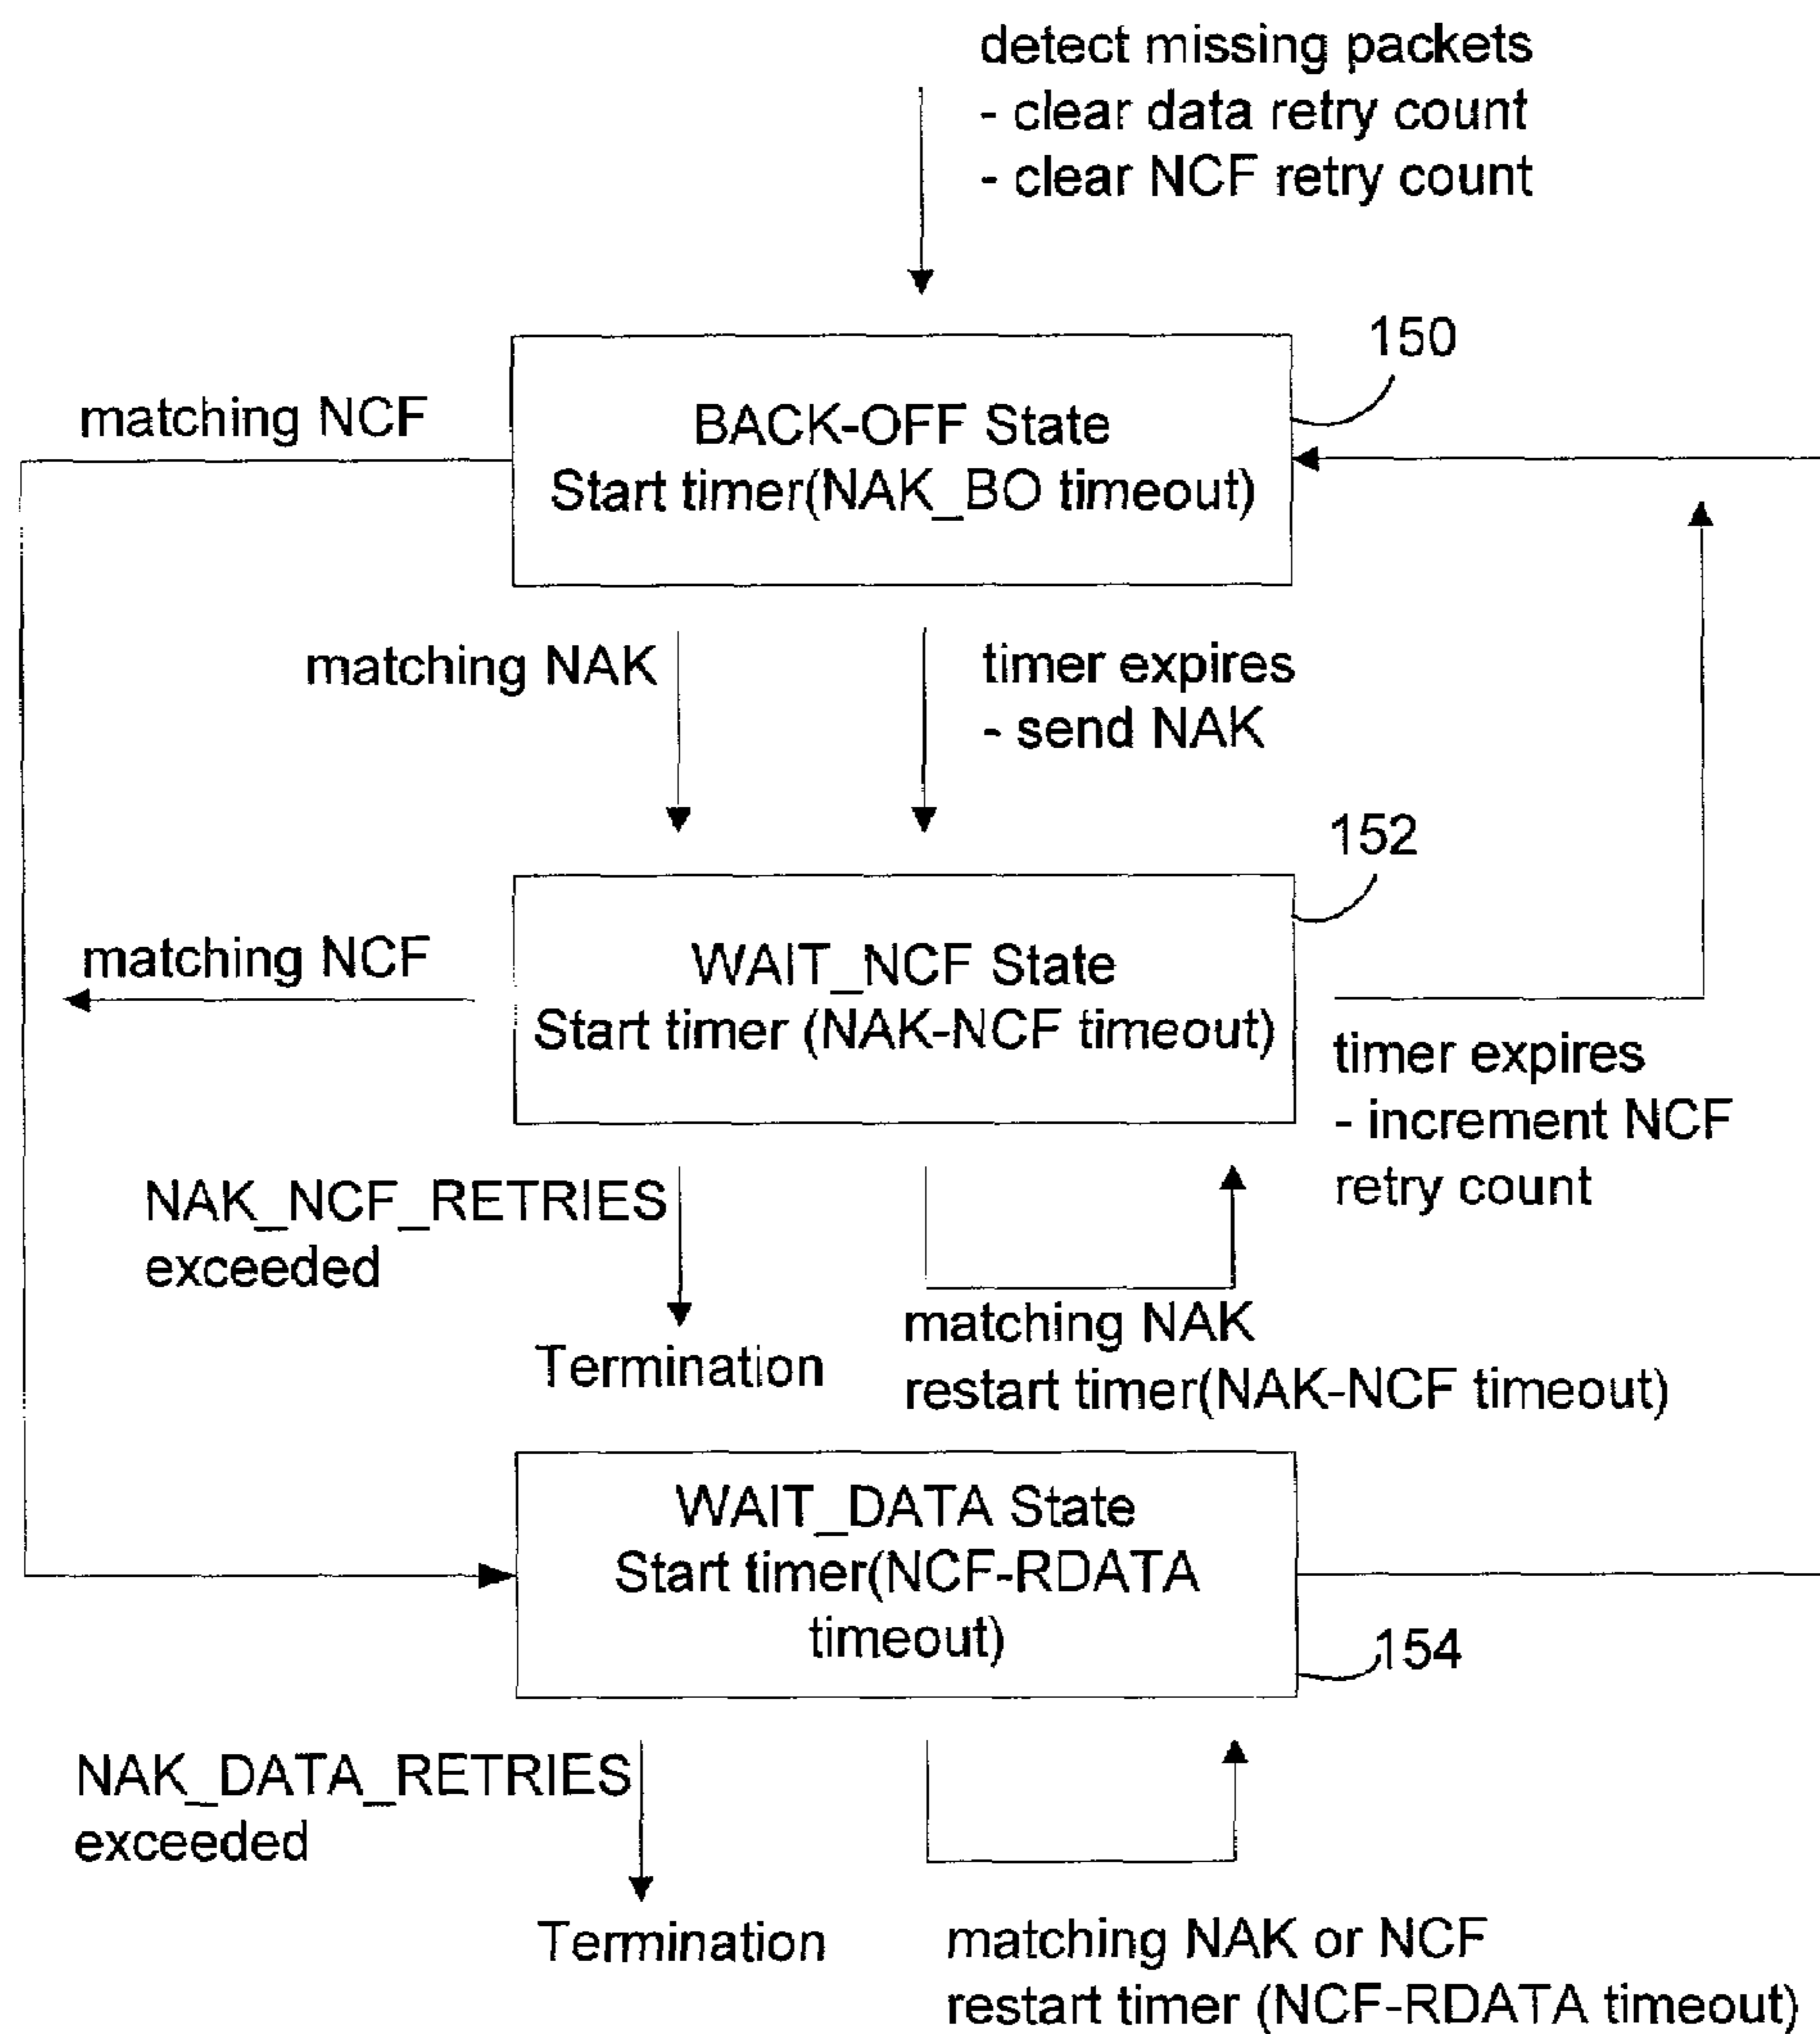 detect missing packets
- clear data retry count
- clear NCF retry count
150
matching NCF
BACK-OFF State
Start timer(NAK_BO timeout)
matching NAK
timer expires
- send NAK
152
matching NCF
WAIT_NCF State
Start timer (NAK-NCF timeout)
timer expires
- increment NCF
retry count
NAK_NCF_RETRIES
exceeded
Termination
matching NAK
restart timer(NAK-NCF timeout)
WAIT_DATA State
Start timer(NCF-RDATA
timeout)
154
NAK_DATA_RETRIES
exceeded
Termination
matching NAK or NCF
restart timer (NCF-RDATA timeout)